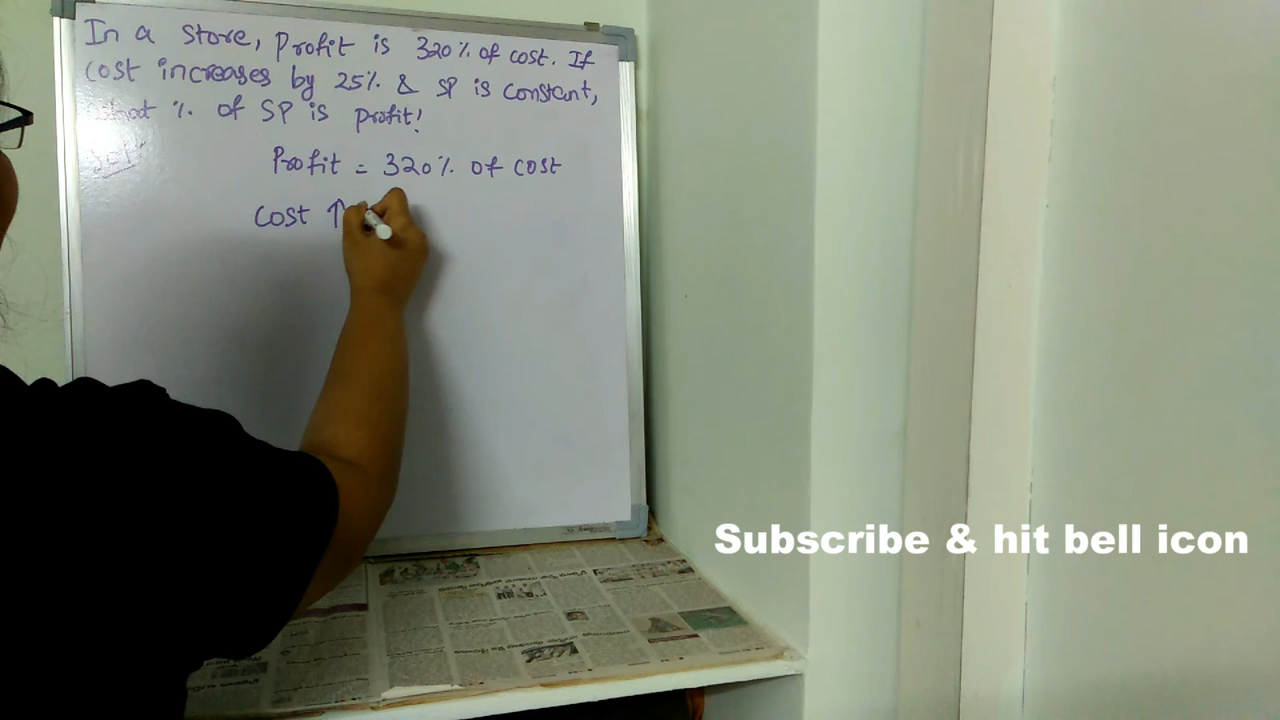 In a store, Profit is 320% of cost. If
cost increases by 25% & SP is constant,
% of SP is profit!
Profit = 320% of cost
Cost ↑
Subscribe & hit bell icon